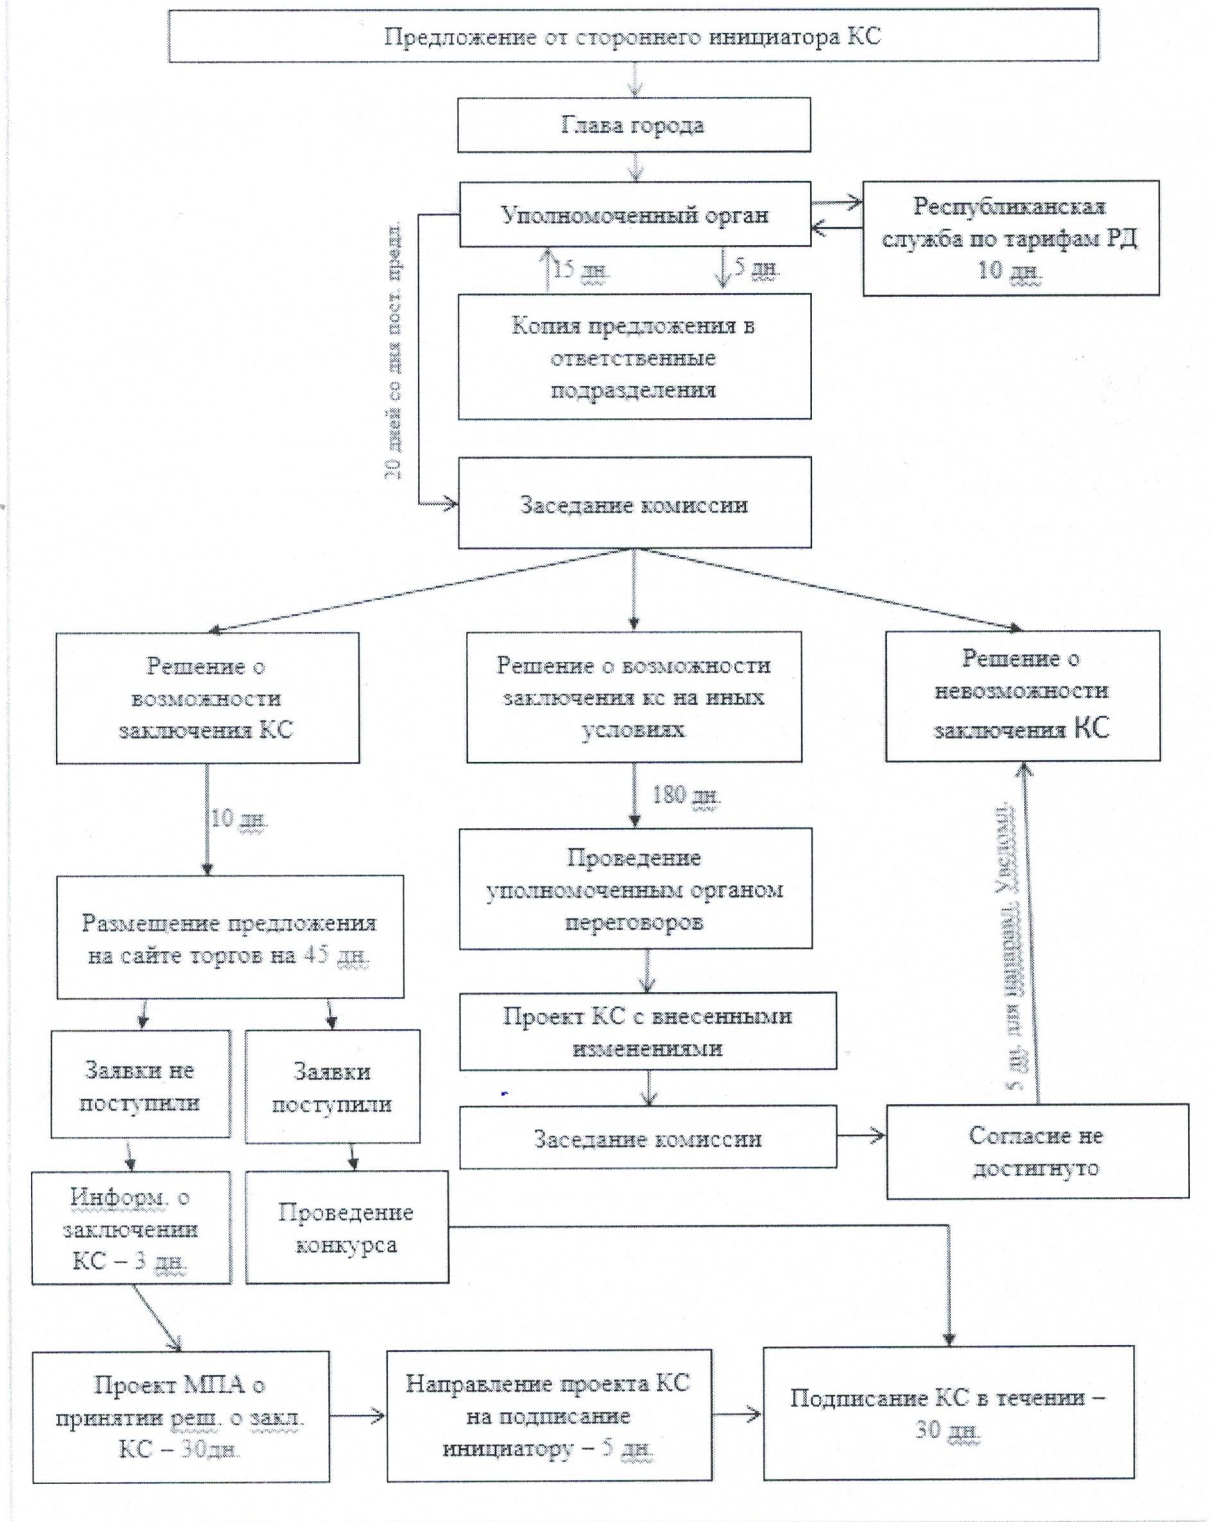 Предложение от стороннего инициатора КС
Глава города
Уполномоченный орган
Республиканская
служба по тарифам РД
10 дн.
15 дн.
5 дн.
дней со дня пост. предл.
Копия предложения в
ответственные
подразделения
Заседание комиссии
Решение о
возможности
заключения КС
Решение о возможности
заключения кс на иных
условиях
Решение о
невозможности
заключения КС
10 дн.
180 дн.
Размещение предложения
на сайте торгов на 45 дн.
Проведение
уполномоченным органом
переговоров
5 дн. для направл. Уведомл.
Проект КС с внесенными
изменениями
Заявки не
поступили
Заявки
поступили
Заседание комиссии
Согласие не
достигнуто
Информ. о
заключении
КС – 3 дн.
Проведение
конкурса
Проект МПА о
принятии реш. о закл.
КС – 30дн.
Направление проекта КС
на подписание
инициатору – 5 дн.
Подписание КС в течении –
30 дн.